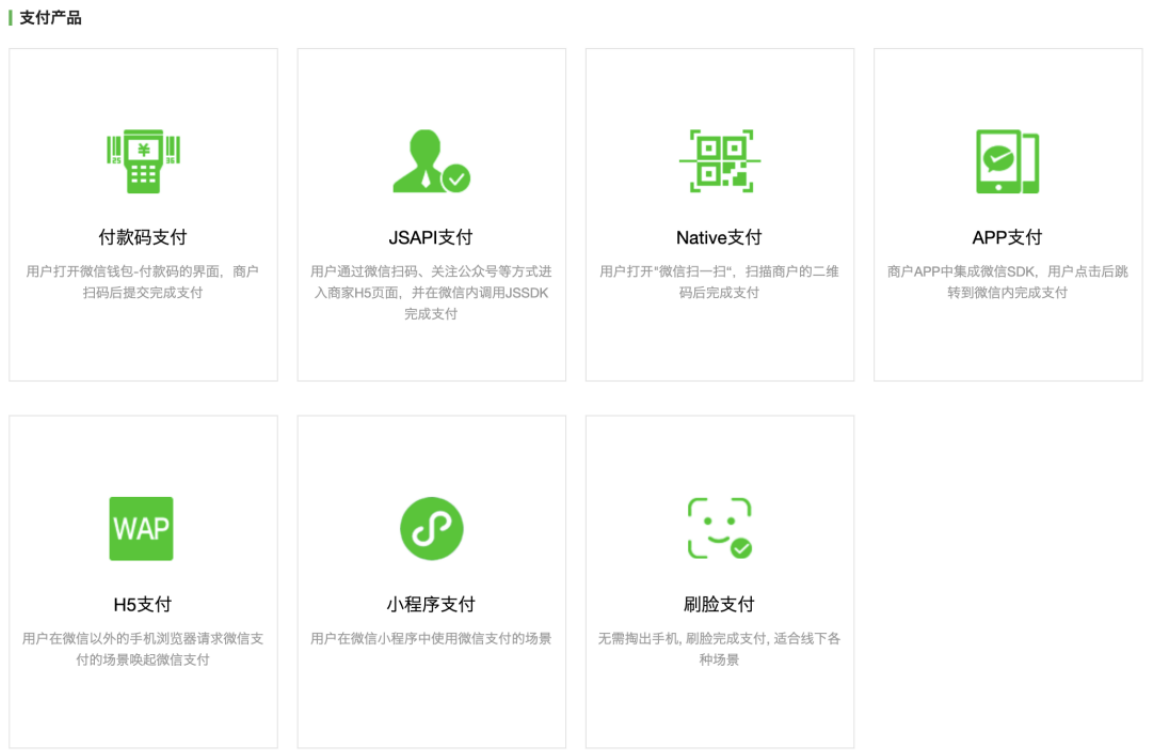 支付产品
付款码支付
用户打开微信钱包-付款码的界面，商户
扫码后提交完成支付
JSAPI支付
用户通过微信扫码、关注公众号等方式进
入商家H5页面，并在微信内调用JSSDK
完成支付
Native支付
用户打开"微信扫一扫"，扫描商户的二维
码后完成支付
APP支付
商户APP中集成微信SDK，用户点击后跳
转到微信内完成支付
WAP
H5支付
用户在微信以外的手机浏览器请求微信支
付的场景唤起微信支付
小程序支付
用户在微信小程序中使用微信支付的场景
刷脸支付
无需掏出手机, 刷脸完成支付, 适合线下各
种场景